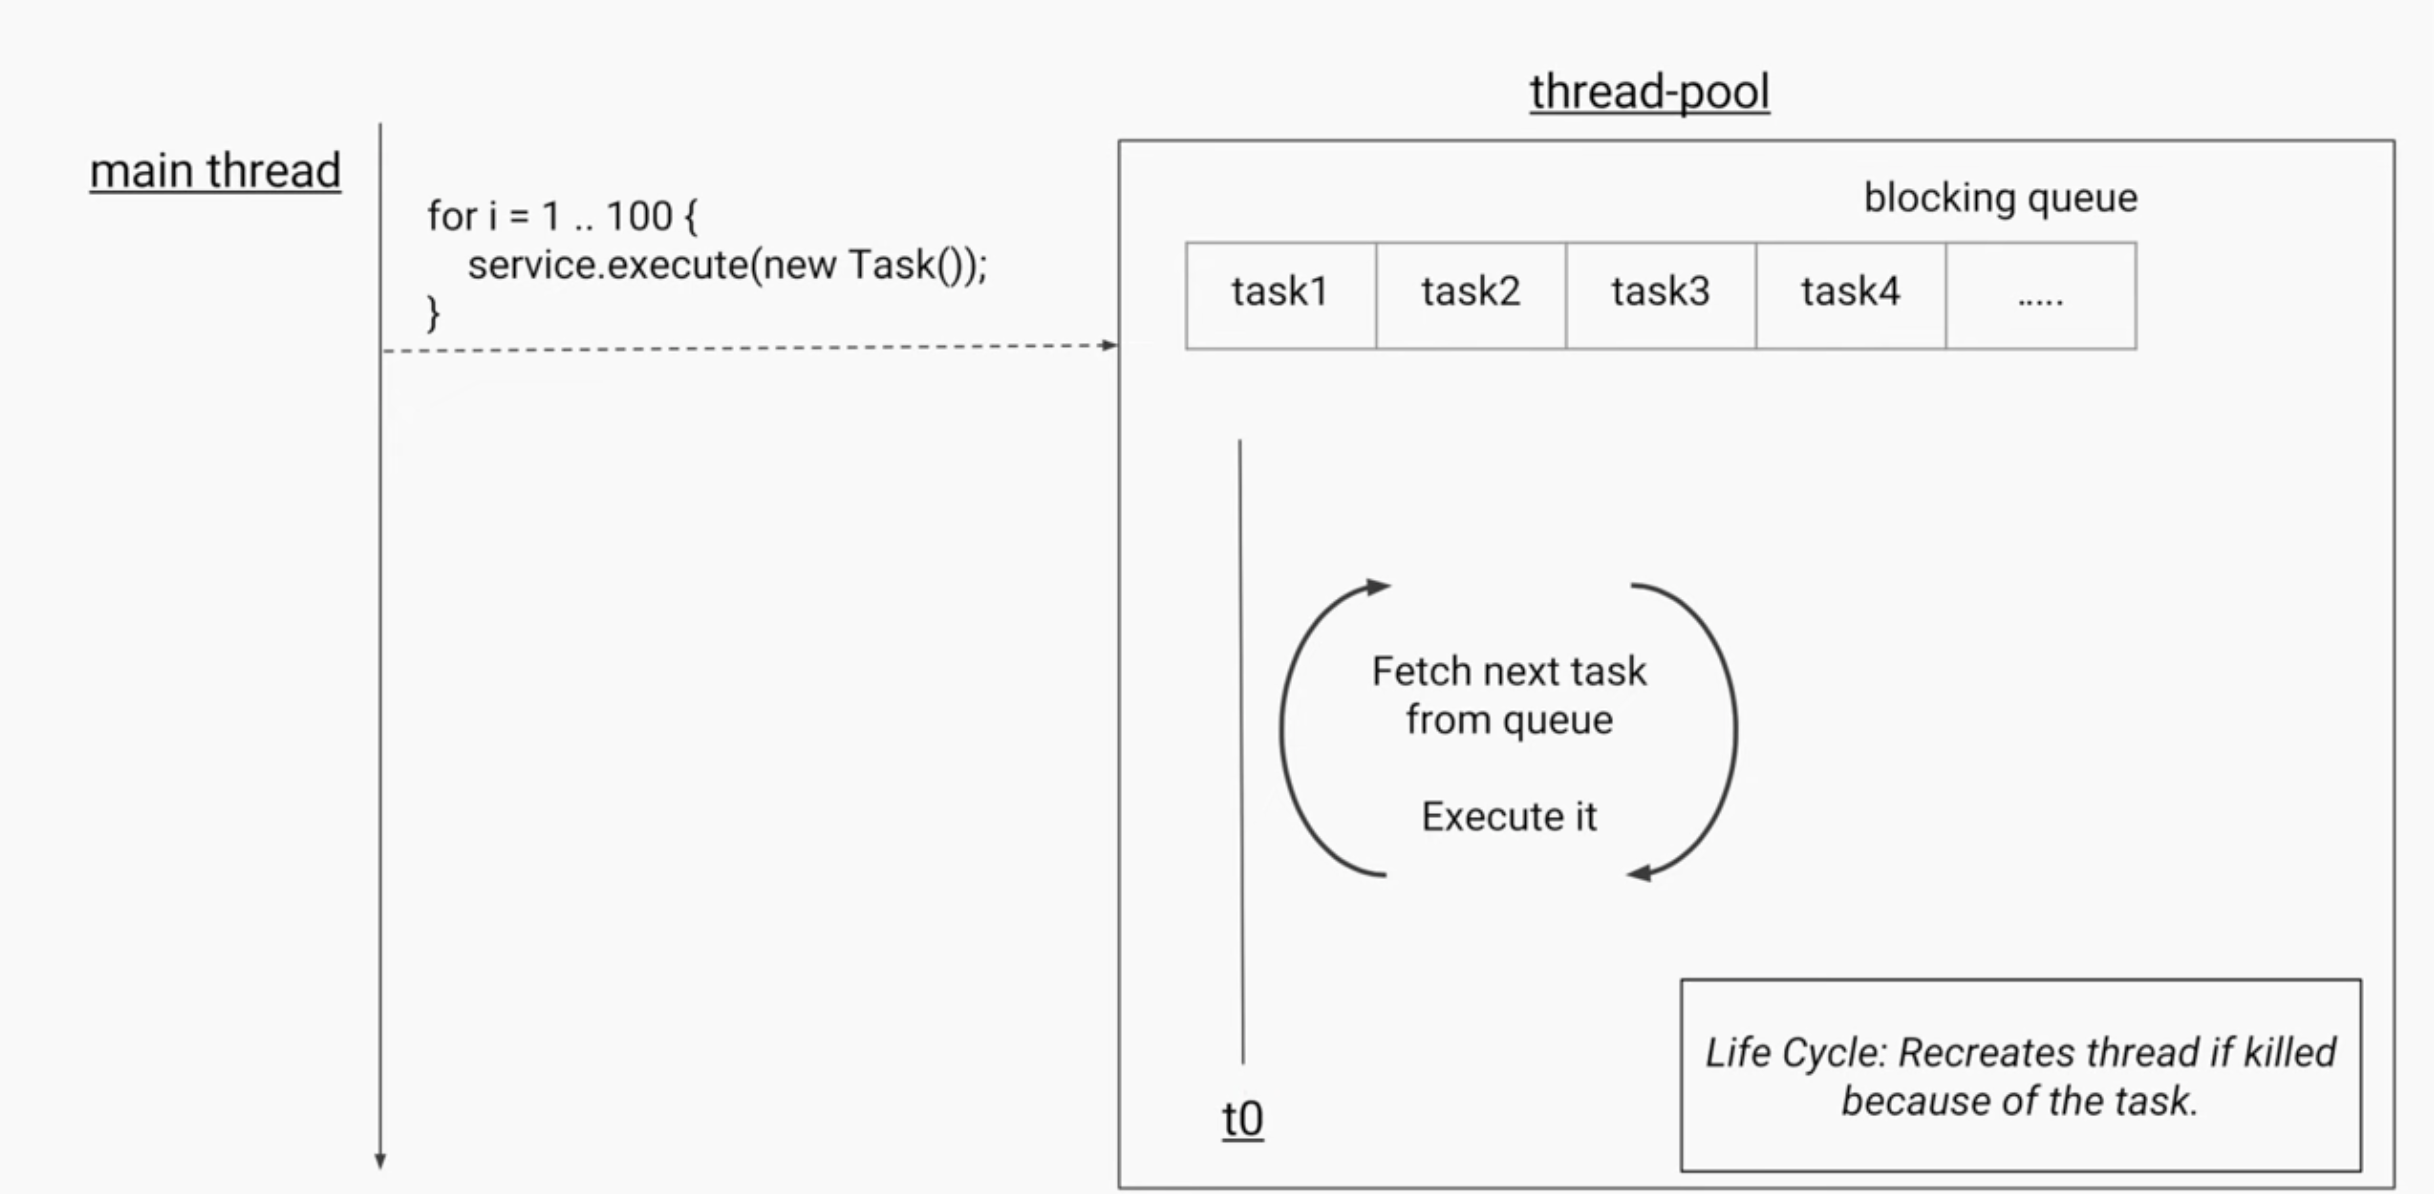 thread-pool
main thread
for i = 1 .. 100 {
service.execute(new Task());
}
blocking queue
task1 task2 task3 task4 .....
Fetch next task
from queue
Execute it
Life Cycle: Recreates thread if killed
because of the task.
t0